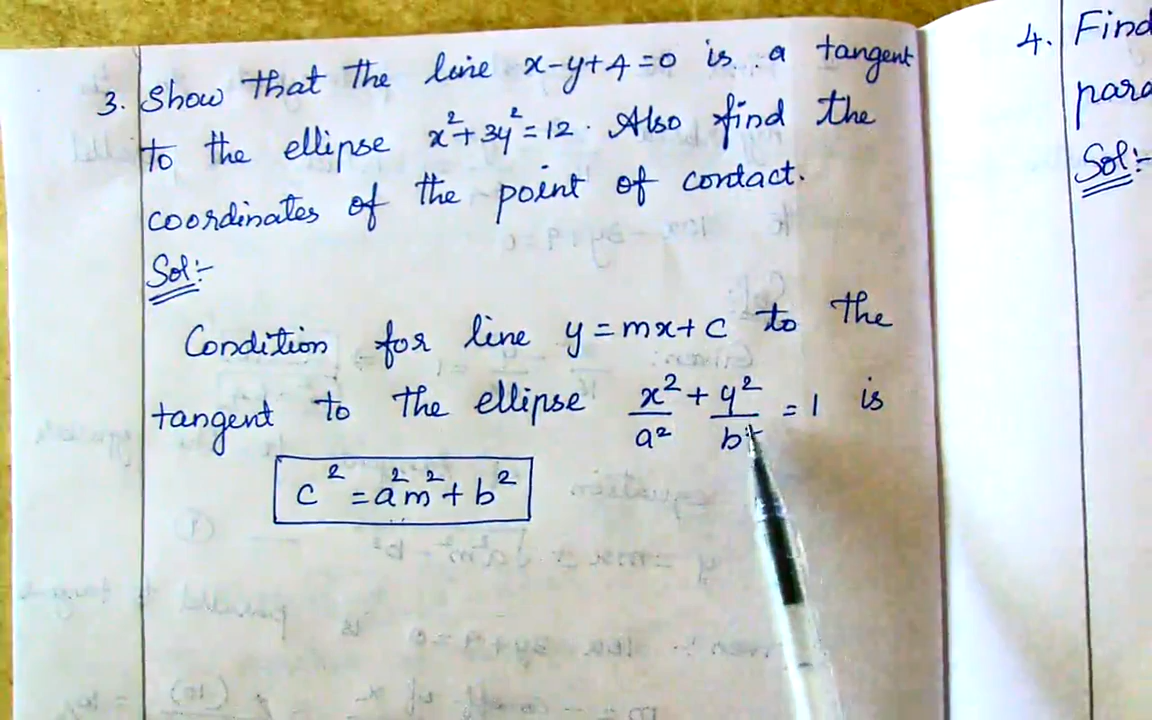 3. Show that the line x-y+4=0 is a tangent
to the ellipse x²+3y²=12. Also find the
coordinates of the point of contact.
Sol:-
Condition for line y=mx+c to the
tangent to the ellipse x²/a² + y²/b² = 1 is
c² = a²m² + b²
4. Find
para
Sol:-